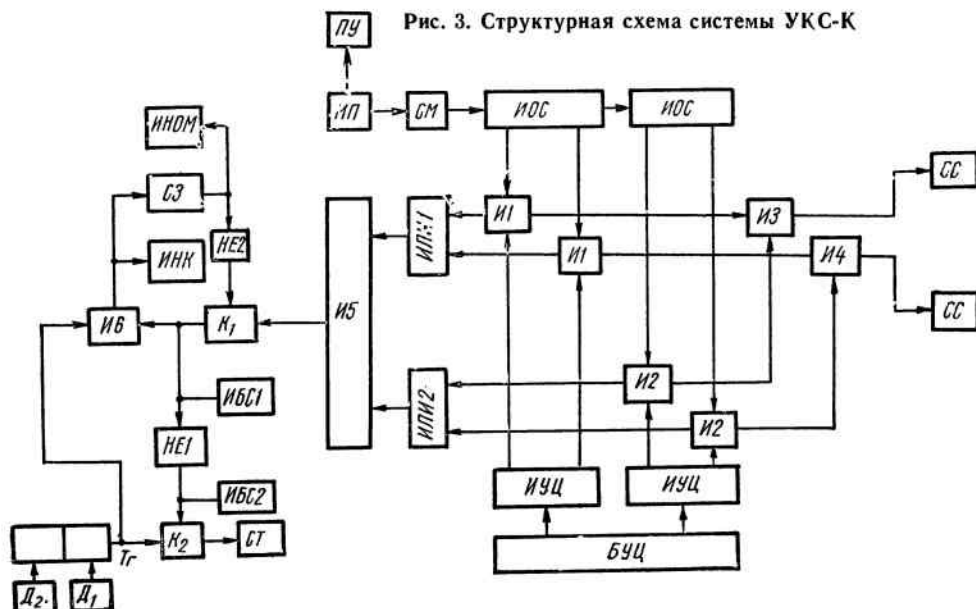 Рис. 3. Структурная схема системы УКС-К
ПУ
ИП
СМ
ИОС
ИОС
ИНОМ
СЗ
НЕ2
ИНК
И6
К₁
ИБС1
НЕ1
ИБС2
К₂
СТ
Тг
Д₂.
Д₁
И5
ИЛИ1
ИЛИ2
И1
И1
И3
И4
СС
СС
И2
И2
ИУЦ
ИУЦ
БУЦ